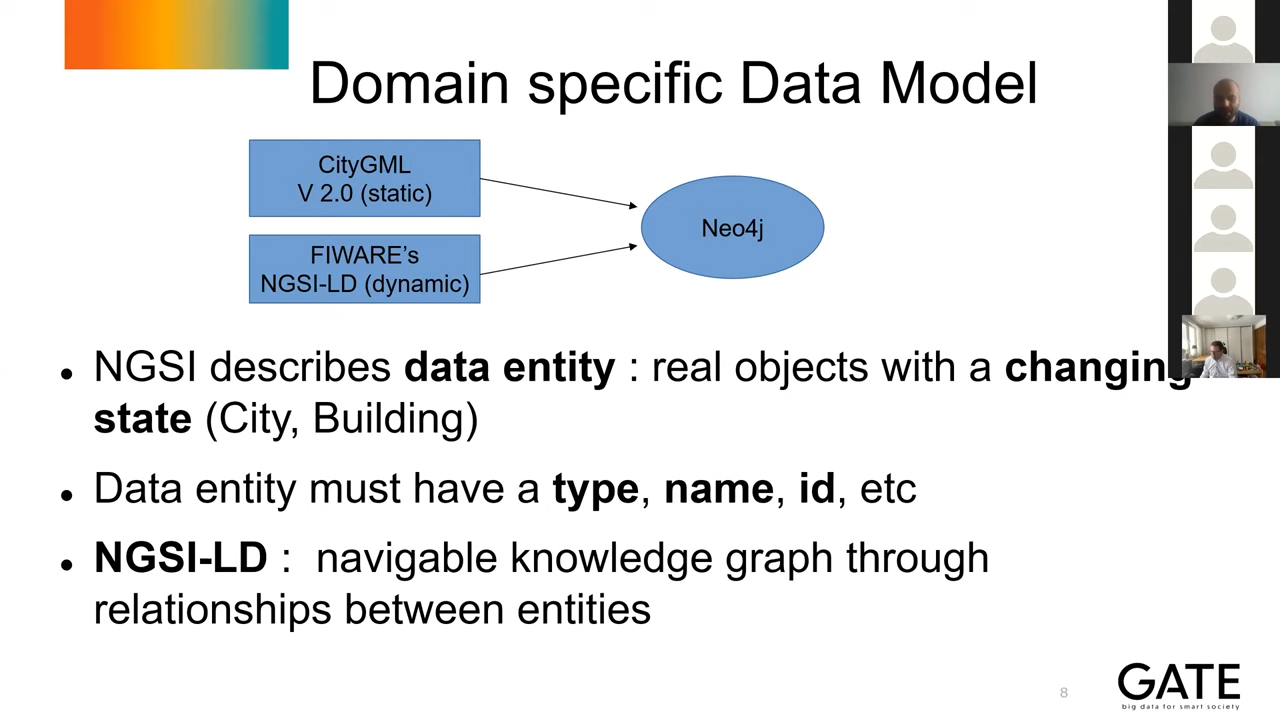 Domain specific Data Model
CityGML
V 2.0 (static)
FIWARE’s
NGSI-LD (dynamic)
Neo4j
● NGSI describes data entity : real objects with a changing
state (City, Building)
● Data entity must have a type, name, id, etc
● NGSI-LD :  navigable knowledge graph through
relationships between entities
8
GATE
big data for smart society